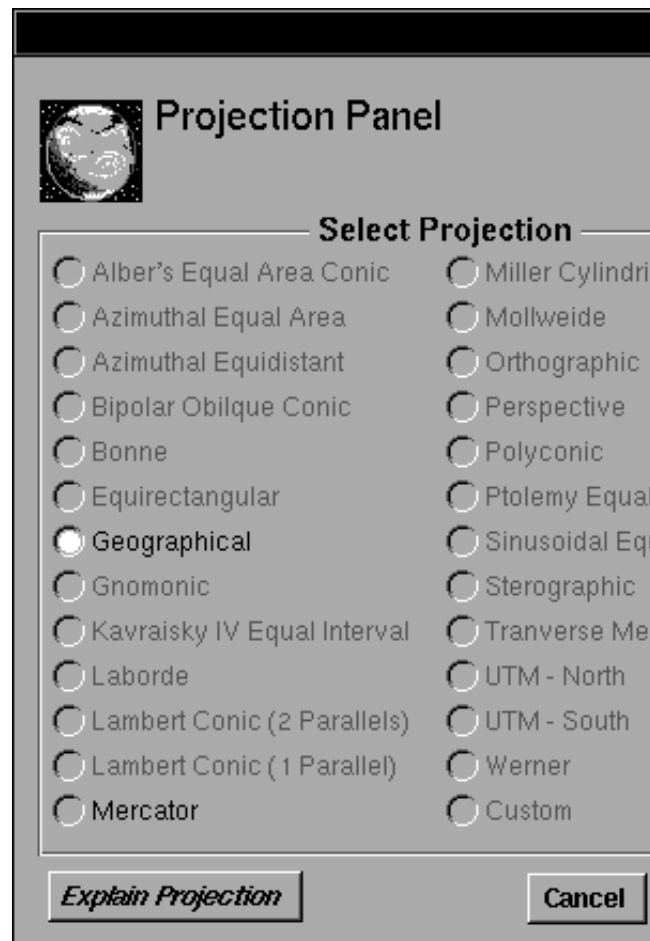 Projection Panel
Select Projection
Alber's Equal Area Conic
Azimuthal Equal Area
Azimuthal Equidistant
Bipolar Obilque Conic
Bonne
Equirectangular
Geographical
Gnomonic
Kavraisky IV Equal Interval
Laborde
Lambert Conic (2 Parallels)
Lambert Conic (1 Parallel)
Mercator
Miller Cylindri
Mollweide
Orthographic
Perspective
Polyconic
Ptolemy Equal
Sinusoidal Equ
Sterographic
Tranverse Me
UTM - North
UTM - South
Werner
Custom
Explain Projection
Cancel